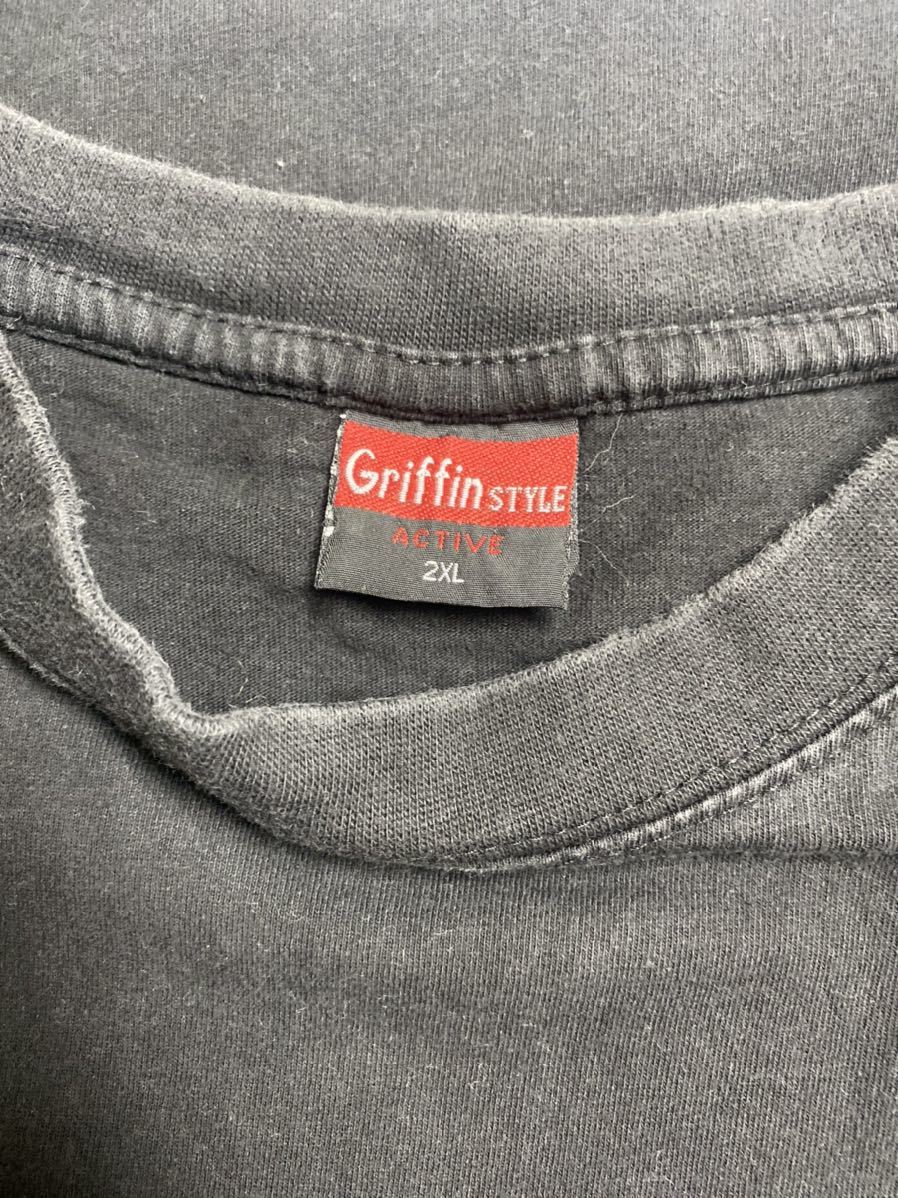 Griffin STYLE
ACTIVE
2XL